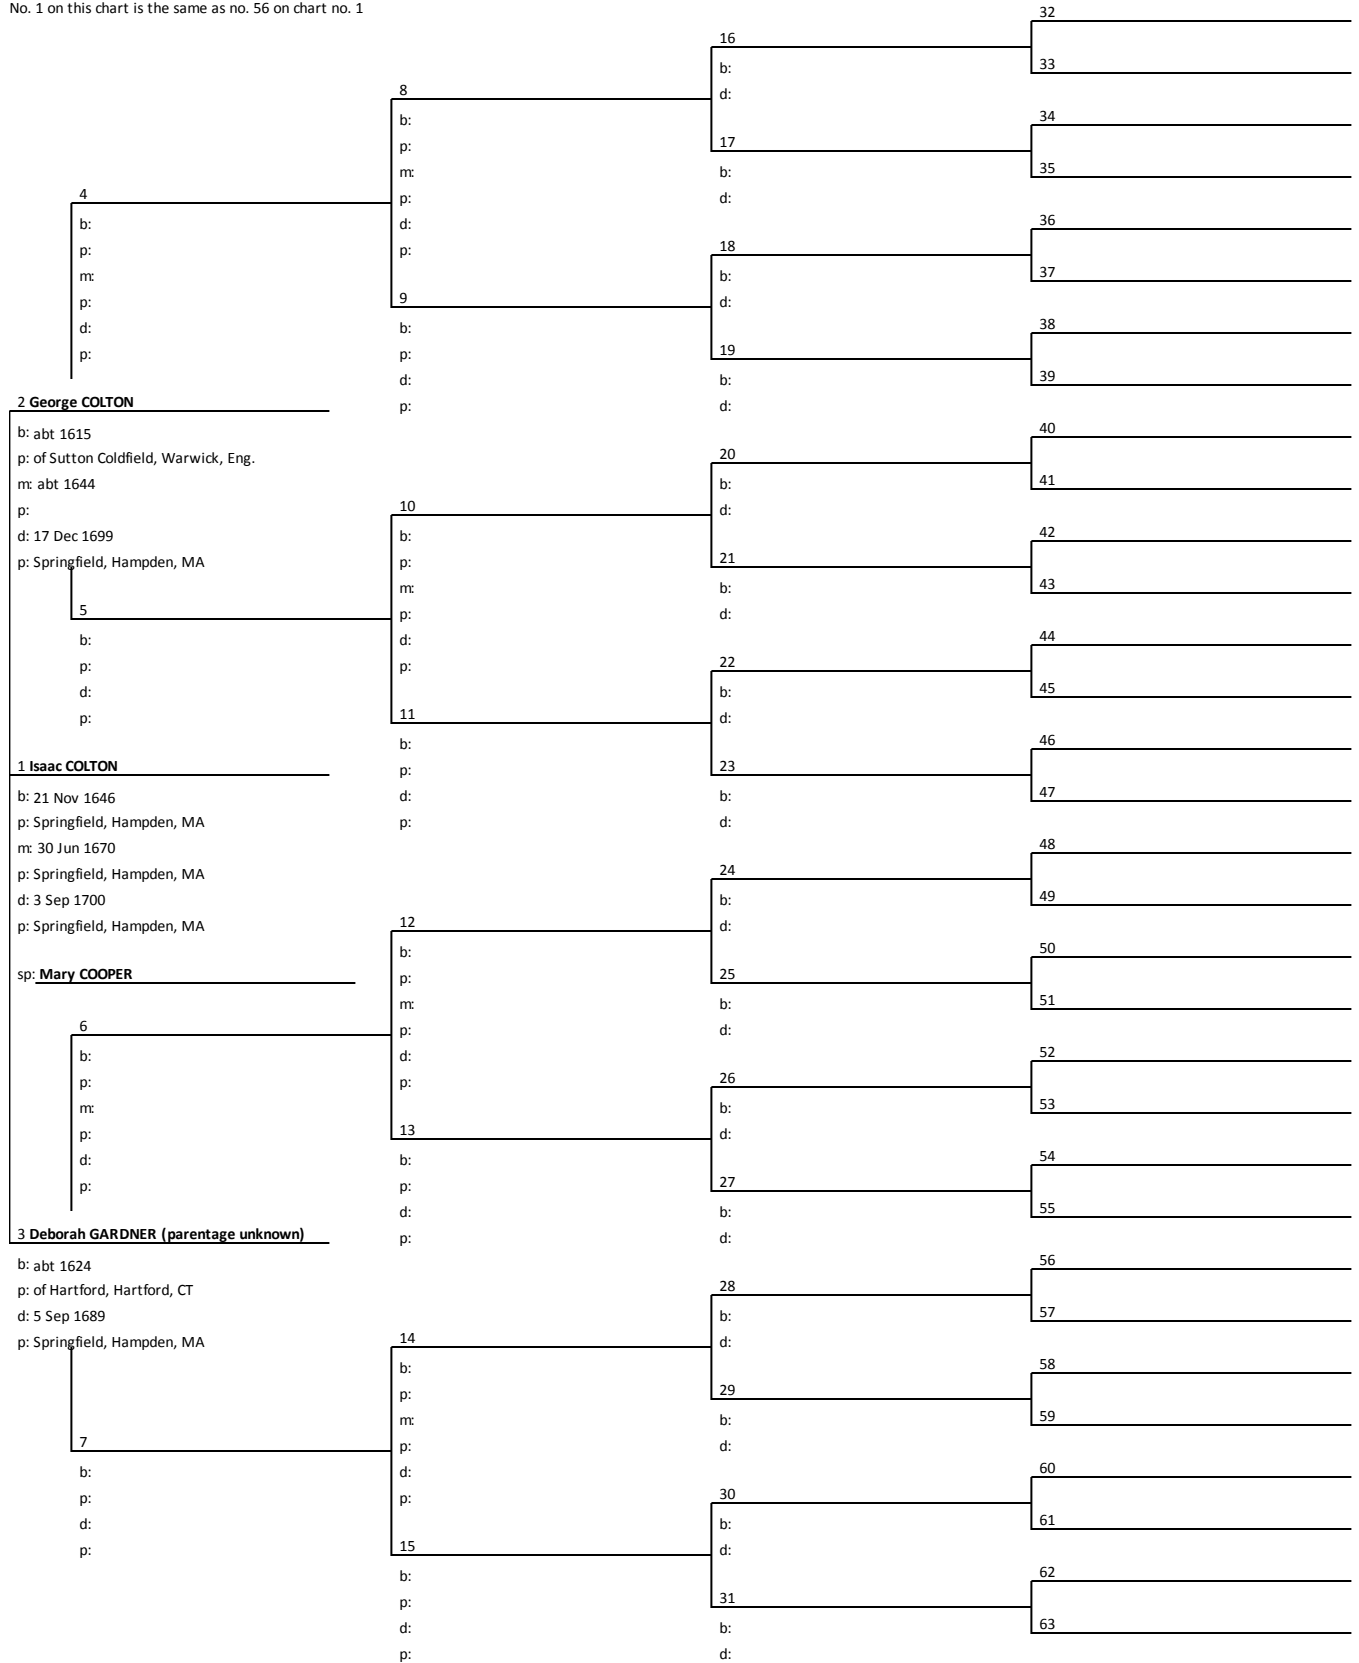 No. 1 on this chart is the same as no. 56 on chart no. 1
4
b:
p:
m:
p:
d:
p:
2 George COLTON
b: abt 1615
p: of Sutton Coldfield, Warwick, Eng.
m: abt 1644
p:
d: 17 Dec 1699
p: Springfield, Hampden, MA
5
b:
p:
d:
p:
1 Isaac COLTON
b: 21 Nov 1646
p: Springfield, Hampden, MA
m: 30 Jun 1670
p: Springfield, Hampden, MA
d: 3 Sep 1700
p: Springfield, Hampden, MA
sp: Mary COOPER
6
b:
p:
m:
p:
d:
p:
3 Deborah GARDNER (parentage unknown)
b: abt 1624
p: of Hartford, Hartford, CT
d: 5 Sep 1689
p: Springfield, Hampden, MA
7
b:
p:
d:
p:
8
b:
p:
m:
p:
d:
p:
9
b:
p:
d:
p:
10
b:
p:
m:
p:
d:
p:
11
b:
p:
d:
p:
12
b:
p:
m:
p:
d:
p:
13
b:
p:
d:
p:
14
b:
p:
m:
p:
d:
p:
15
b:
p:
d:
p:
16
b:
d:
17
b:
d:
18
b:
d:
19
b:
d:
20
b:
d:
21
b:
d:
22
b:
d:
23
b:
d:
24
b:
d:
25
b:
d:
26
b:
d:
27
b:
d:
28
b:
d:
29
b:
d:
30
b:
d:
31
b:
d:
32
33
34
35
36
37
38
39
40
41
42
43
44
45
46
47
48
49
50
51
52
53
54
55
56
57
58
59
60
61
62
63